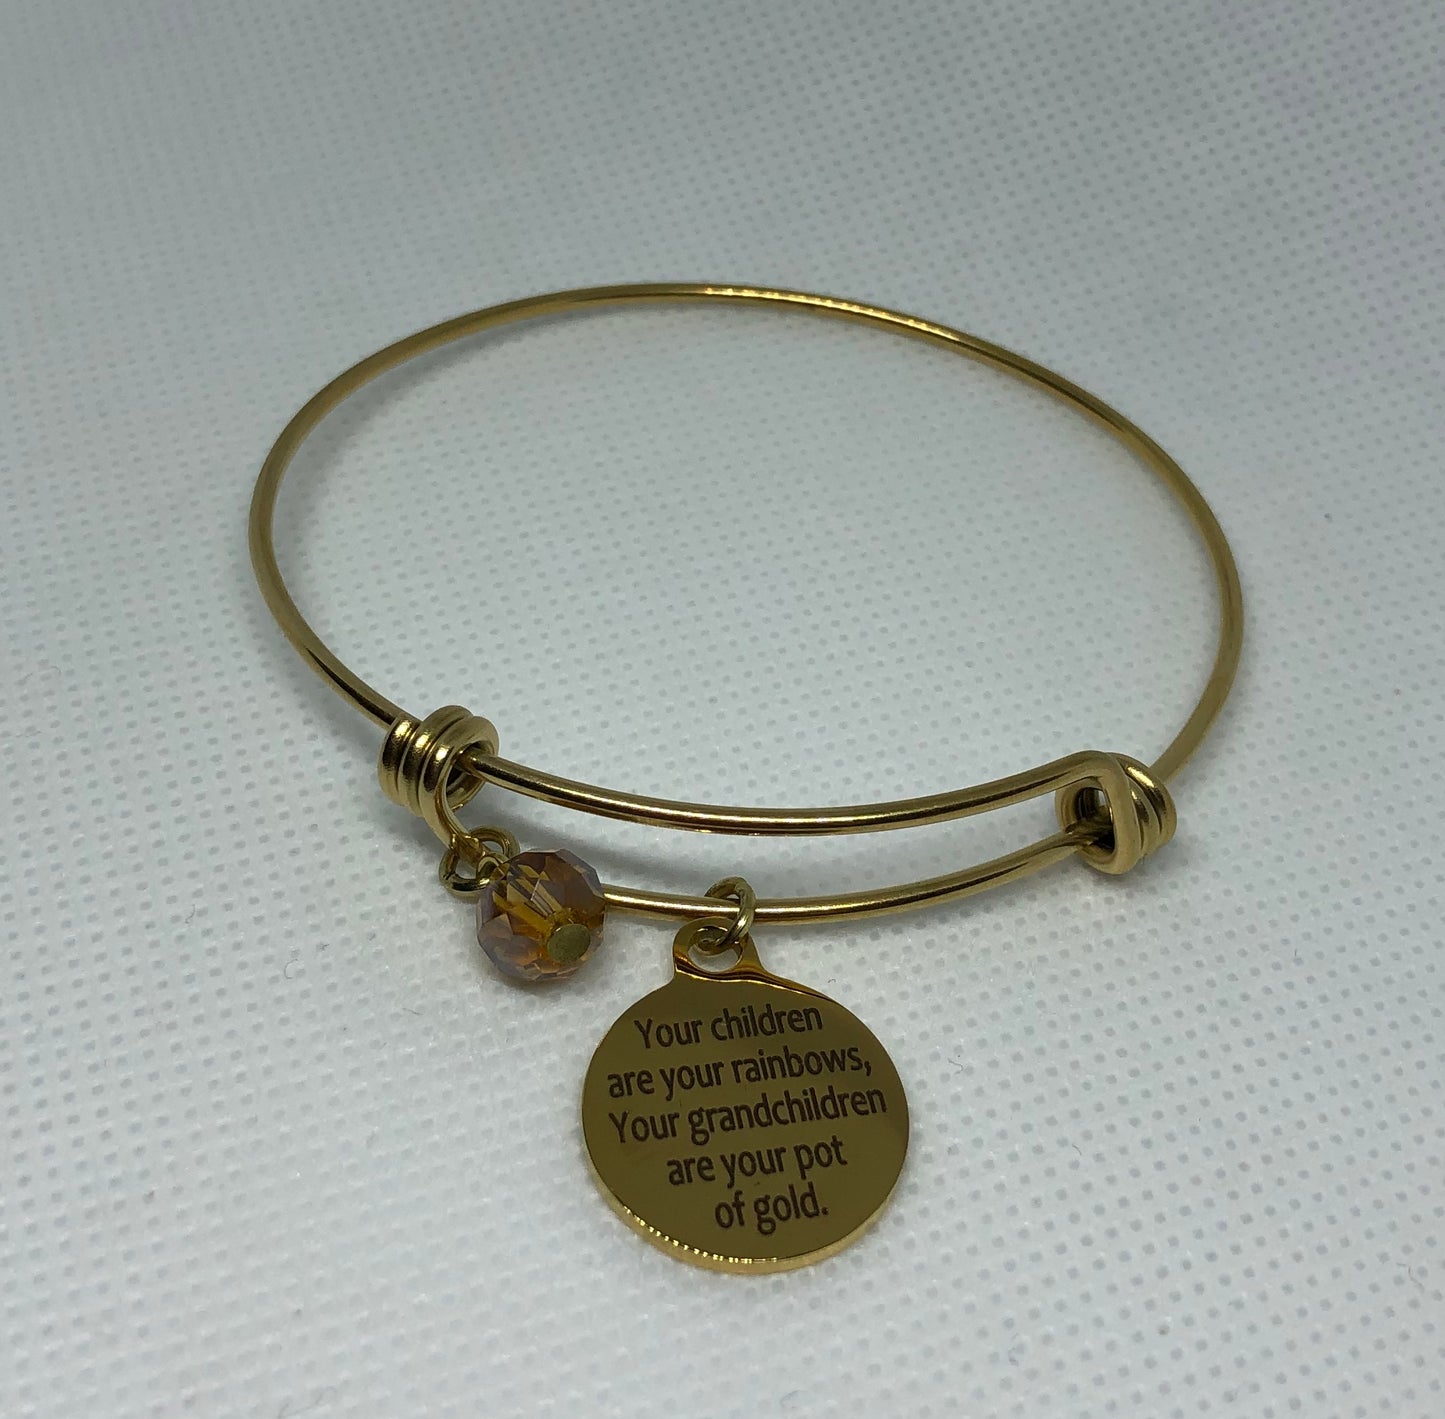 Your children
are your rainbows,
Your grandchildren
are your pot
of gold.